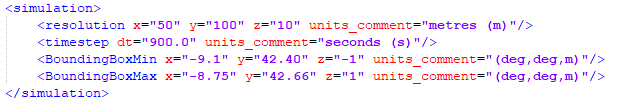 <simulation>
<resolution x="50" y="100" z="10" units_comment="metres (m)"/>
<timestep dt="900.0" units_comment="seconds (s)"/>
<BoundingBoxMin x="-9.1" y="42.40" z="-1" units_comment="(deg,deg,m)"/>
<BoundingBoxMax x="-8.75" y="42.66" z="1" units_comment="(deg,deg,m)"/>
</simulation>